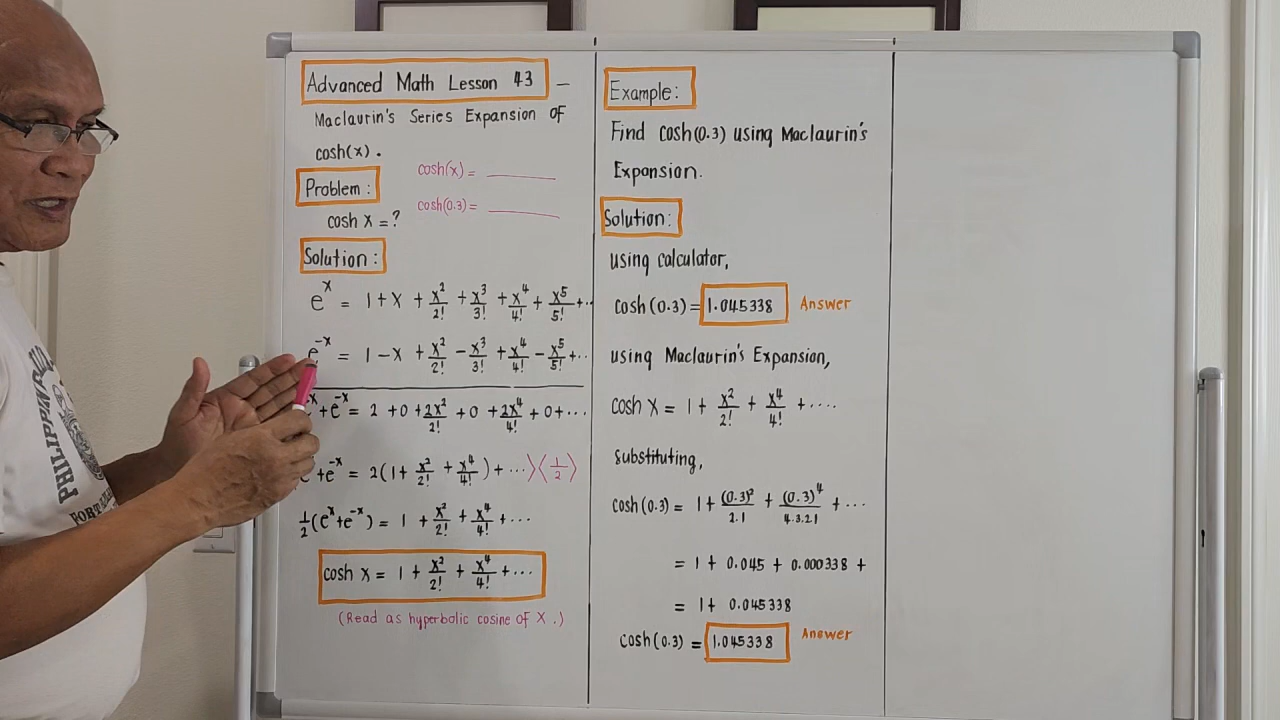 Advanced Math Lesson 43 –
Maclaurin's Series Expansion of
cosh(x).
Problem:
cosh(x) = ______
cosh(0.3) = ______
cosh x = ?
Solution:
e^x = 1 + x + x²/2! + x³/3! + x⁴/4! + x⁵/5! + ..
e^-x = 1 - x + x²/2! - x³/3! + x⁴/4! - x⁵/5! + ..
x + e^-x = 2 + 0 + 2x²/2! + 0 + 2x⁴/4! + 0 + ...
+ e^-x = 2(1 + x²/2! + x⁴/4!) + ... ⟩⟨1/2⟩
1/2(e^x + e^-x) = 1 + x²/2! + x⁴/4! + ...
cosh x = 1 + x²/2! + x⁴/4! + ...
(Read as hyperbolic cosine of x.)
Example:
Find cosh(0.3) using Maclaurin's
Expansion.
Solution:
using calculator,
cosh(0.3) = 1.045338 Answer
using Maclaurin's Expansion,
cosh x = 1 + x²/2! + x⁴/4! + ....
substituting,
cosh(0.3) = 1 + (0.3)²/2.1 + (0.3)⁴/4.3.2.1 + ...
= 1 + 0.045 + 0.000338 +
= 1 + 0.045338
cosh(0.3) = 1.045338 Answer
PHILIPPINE